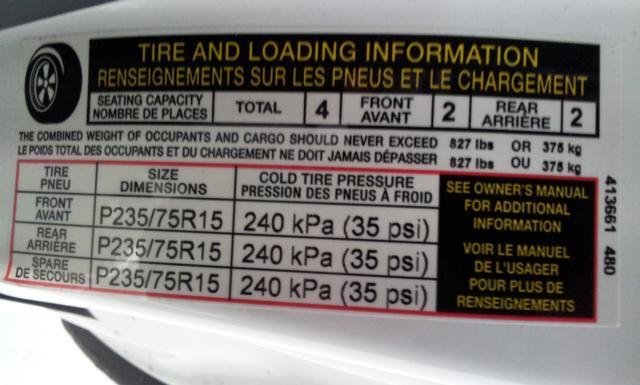 TIRE AND LOADING INFORMATION
RENSEIGNEMENTS SUR LES PNEUS ET LE CHARGEMENT
SEATING CAPACITY TOTAL 4 FRONT 2 REAR 2
NOMBRE DE PLACES AVANT ARRIÈRE
THE COMBINED WEIGHT OF OCCUPANTS AND CARGO SHOULD NEVER EXCEED 827 lbs OR 375 kg
LE POIDS TOTAL DES OCCUPANTS ET DU CHARGEMENT NE DOIT JAMAIS DÉPASSER 827 lbs OU 375 kg
TIRE SIZE COLD TIRE PRESSURE
PNEU DIMENSIONS PRESSION DES PNEUS À FROID
FRONT
AVANT P235/75R15 240 kPa (35 psi)
REAR
ARRIÈRE P235/75R15 240 kPa (35 psi)
SPARE
DE SECOURS P235/75R15 240 kPa (35 psi)
SEE OWNER'S MANUAL
FOR ADDITIONAL
INFORMATION
VOIR LE MANUEL
DE L'USAGER
POUR PLUS DE
RENSEIGNEMENTS
413661 480